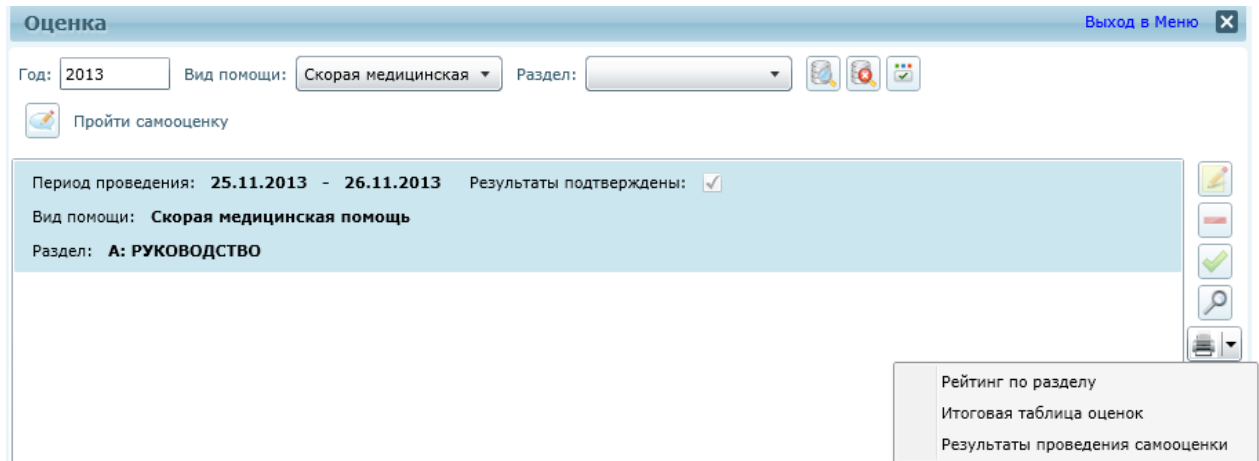 Оценка
Выход в Меню
Год: 2013 Вид помощи: Скорая медицинская Раздел:
Пройти самооценку
Период проведения: 25.11.2013 - 26.11.2013 Результаты подтверждены:
Вид помощи: Скорая медицинская помощь
Раздел: А: РУКОВОДСТВО
Рейтинг по разделу
Итоговая таблица оценок
Результаты проведения самооценки